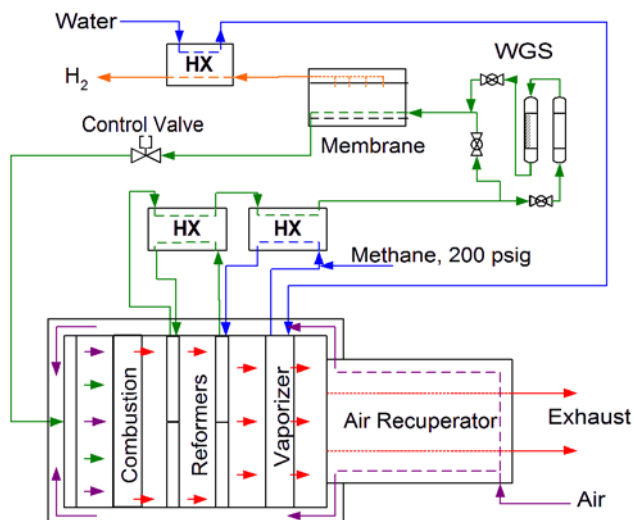 Water
WGS
HX
H2
Control Valve
Membrane
HX
HX
Methane, 200 psig
Combustion
Reformers
Vaporizer
Air Recuperator
Exhaust
Air